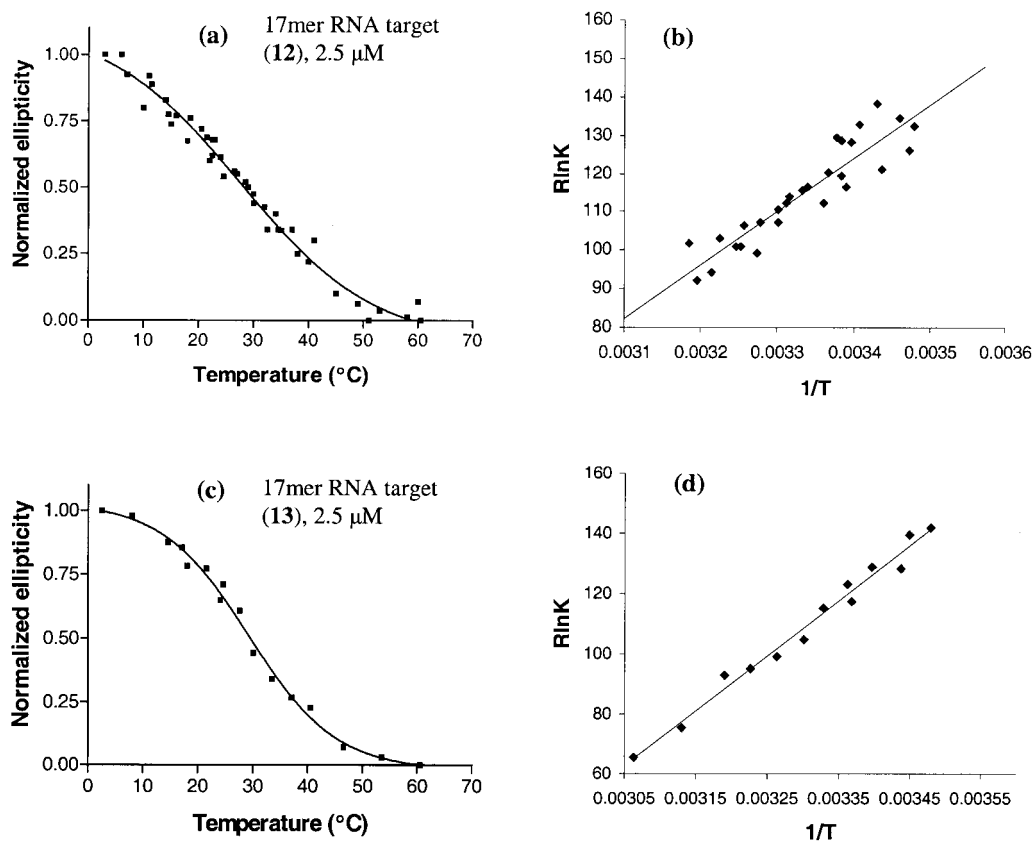 (a)
17mer RNA target
(12), 2.5 µM
Normalized ellipticity
1.00
0.75
0.50
0.25
0.00
0 10 20 30 40 50 60 70
Temperature (°C)
(b)
RlnK
160
150
140
130
120
110
100
90
80
0.0031 0.0032 0.0033 0.0034 0.0035 0.0036
1/T
(c)
17mer RNA target
(13), 2.5 µM
Normalized ellipticity
1.00
0.75
0.50
0.25
0.00
0 10 20 30 40 50 60 70
Temperature (°C)
(d)
RlnK
160
140
120
100
80
60
0.00305 0.00315 0.00325 0.00335 0.00345 0.00355
1/T